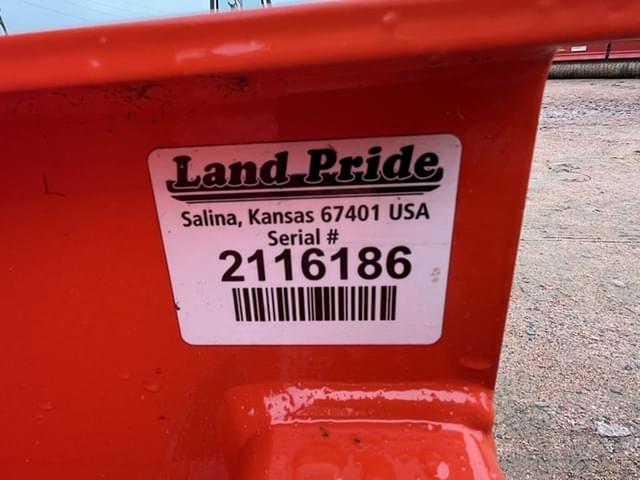 Land Pride
Salina, Kansas 67401 USA
Serial #
2116186